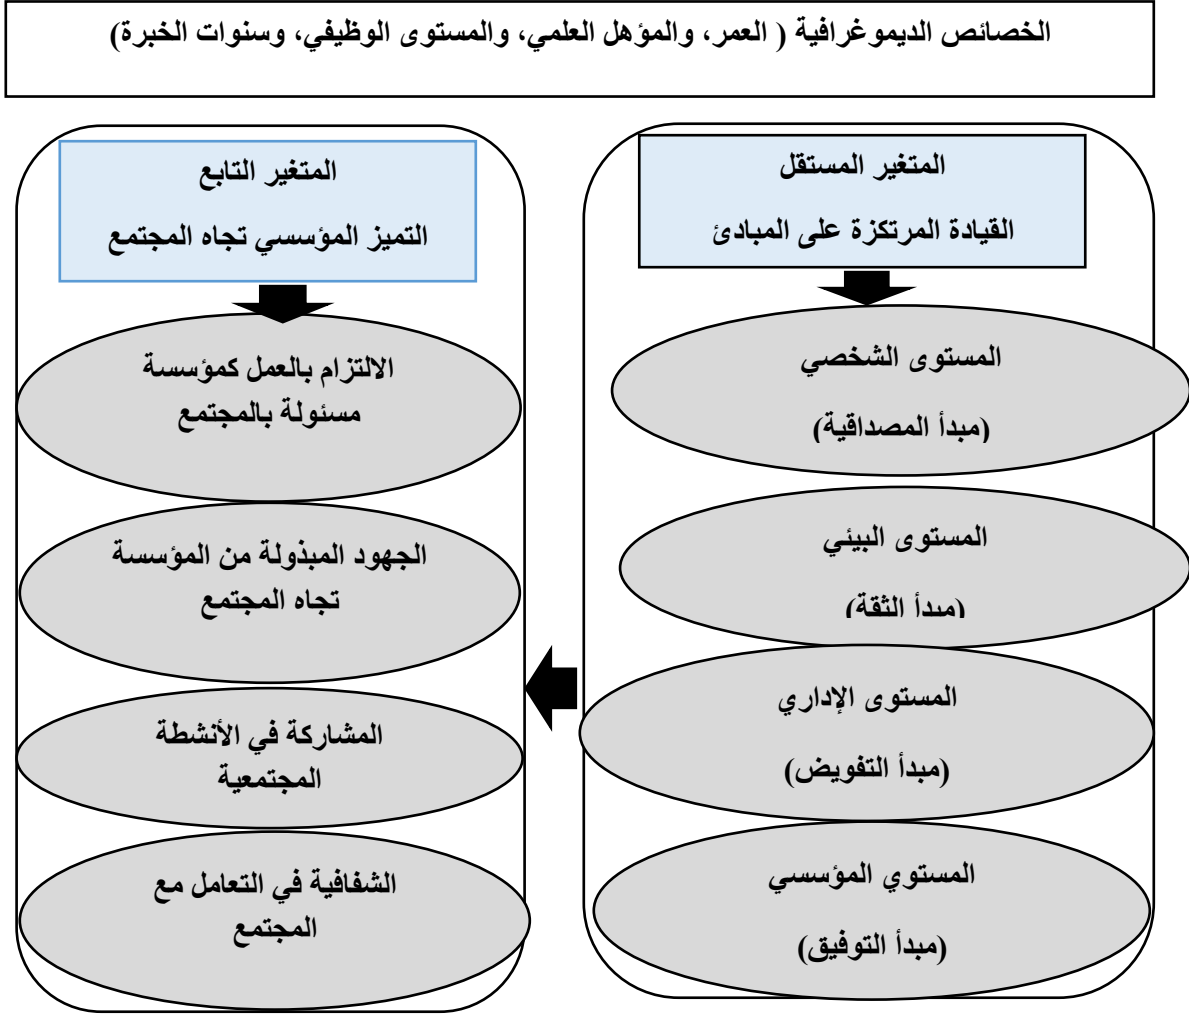 الخصائص الديموغرافية ( العمر، والمؤهل العلمي، والمستوى الوظيفي، وسنوات الخبرة)
المتغير المستقل
القيادة المرتكزة على المبادئ
المستوى الشخصي
(مبدأ المصداقية)
المستوى البيئي
(مبدأ الثقة)
المستوى الإداري
(مبدأ التفويض)
المستوي المؤسسي
(مبدأ التوفيق)
المتغير التابع
التميز المؤسسي تجاه المجتمع
الالتزام بالعمل كمؤسسة
مسئولة بالمجتمع
الجهود المبذولة من المؤسسة
تجاه المجتمع
المشاركة في الأنشطة
المجتمعية
الشفافية في التعامل مع
المجتمع